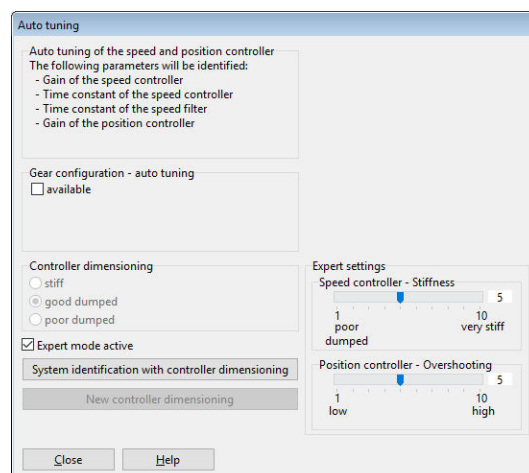 Auto tuning
Auto tuning of the speed and position controller
The following parameters will be identified:
- Gain of the speed controller
- Time constant of the speed controller
- Time constant of the speed filter
- Gain of the position controller
Gear configuration - auto tuning
available
Controller dimensioning
stiff
good dumped
poor dumped
Expert mode active
System identification with controller dimensioning
New controller dimensioning
Expert settings
Speed controller - Stiffness
5
1 10
poor very stiff
dumped
Position controller - Overshooting
5
1 10
low high
Close Help